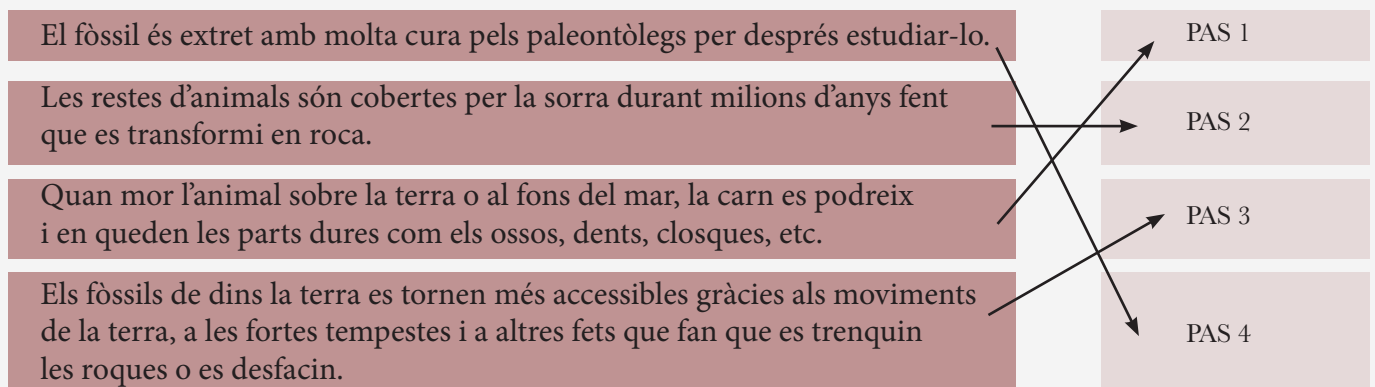 El fòssil és extret amb molta cura pels paleontòlegs per després estudiar-lo.
PAS 1
Les restes d’animals són cobertes per la sorra durant milions d’anys fent
que es transformi en roca.
PAS 2
Quan mor l’animal sobre la terra o al fons del mar, la carn es podreix
i en queden les parts dures com els ossos, dents, closques, etc.
PAS 3
Els fòssils de dins la terra es tornen més accessibles gràcies als moviments
de la terra, a les fortes tempestes i a altres fets que fan que es trenquin
les roques o es desfacin.
PAS 4